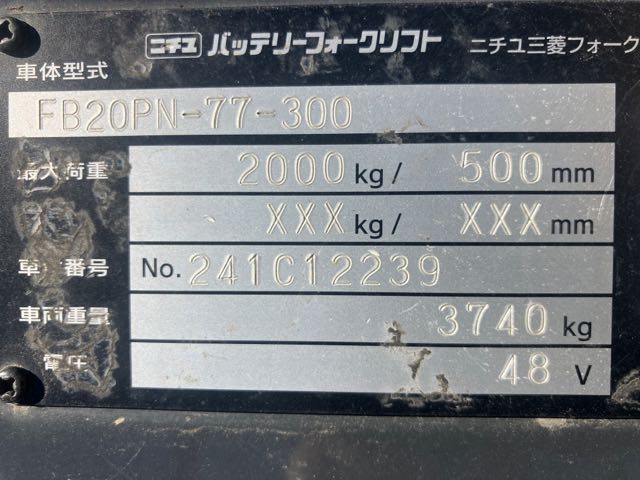 ニチユ バッテリーフォークリフト ニチユ三菱フォーク
車体型式
FB20PN-77-300
最大荷重 2000 kg / 500 mm
XXX kg / XXX mm
車 番号 No. 241C12239
車両重量 3740 kg
電圧 48 V